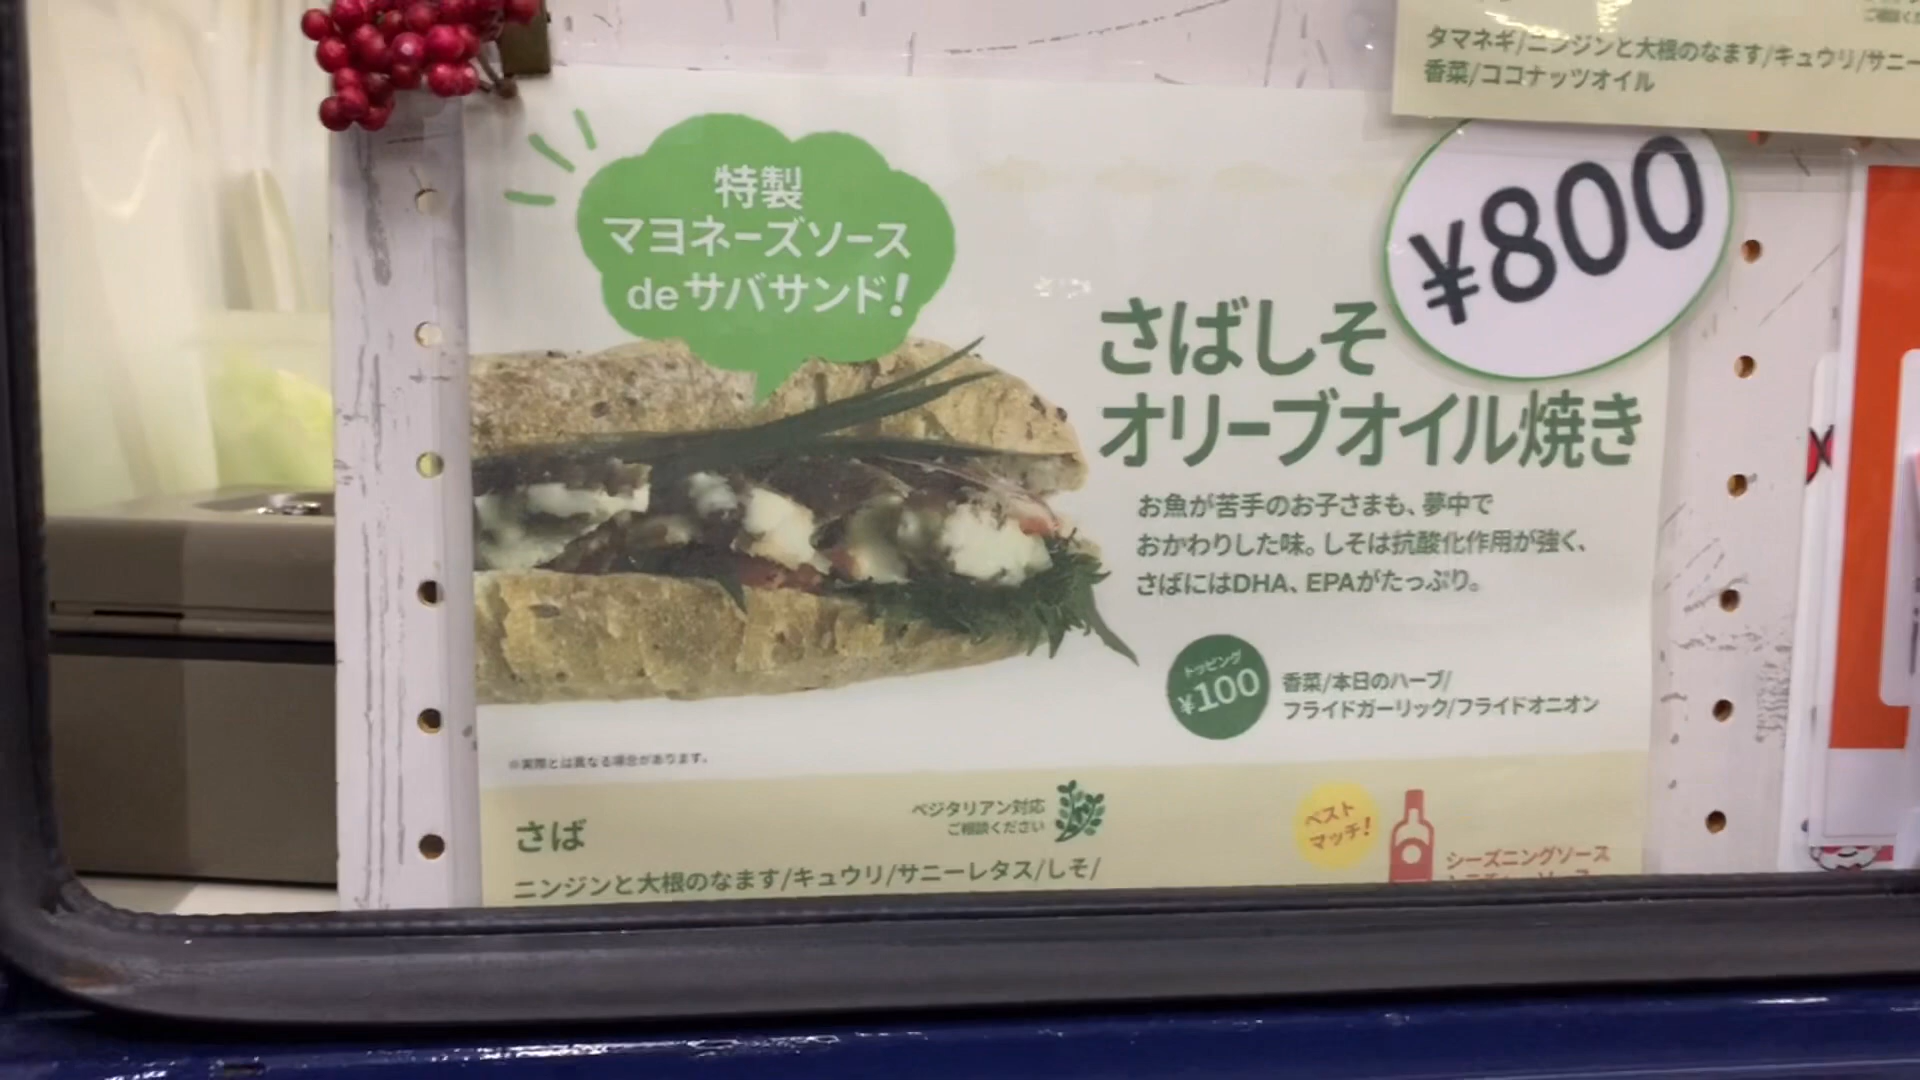 タマネギ/ニンジンと大根のなます/キュウリ/サニー
香菜/ココナッツオイル
特製
マヨネーズソース
deサバサンド!
¥800
さばしそ
オリーブオイル焼き
お魚が苦手のお子さまも、夢中で
おかわりした味。しそは抗酸化作用が強く、
さばにはDHA、EPAがたっぷり。
トッピング
¥100
香菜/本日のハーブ/
フライドガーリック/フライドオニオン
※実際とは異なる場合があります。
さば
ベジタリアン対応
ご相談ください
ニンジンと大根のなます/キュウリ/サニーレタス/しそ/
ベスト
マッチ!
シーズニングソース